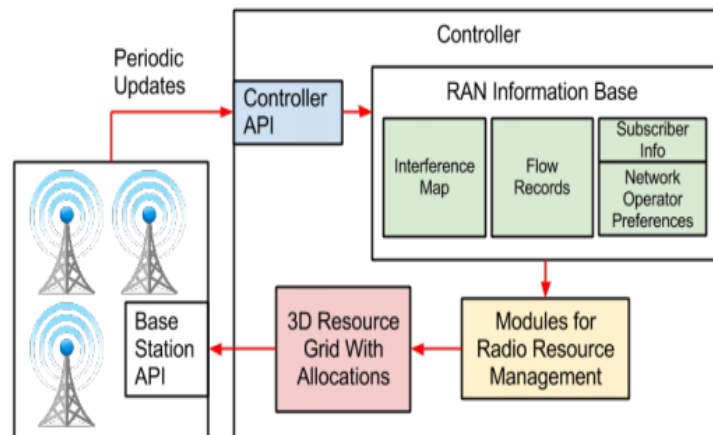 Controller
Periodic
Updates
Controller
API
RAN Information Base
Interference
Map
Flow
Records
Subscriber
Info
Network
Operator
Preferences
Base
Station
API
3D Resource
Grid With
Allocations
Modules for
Radio Resource
Management